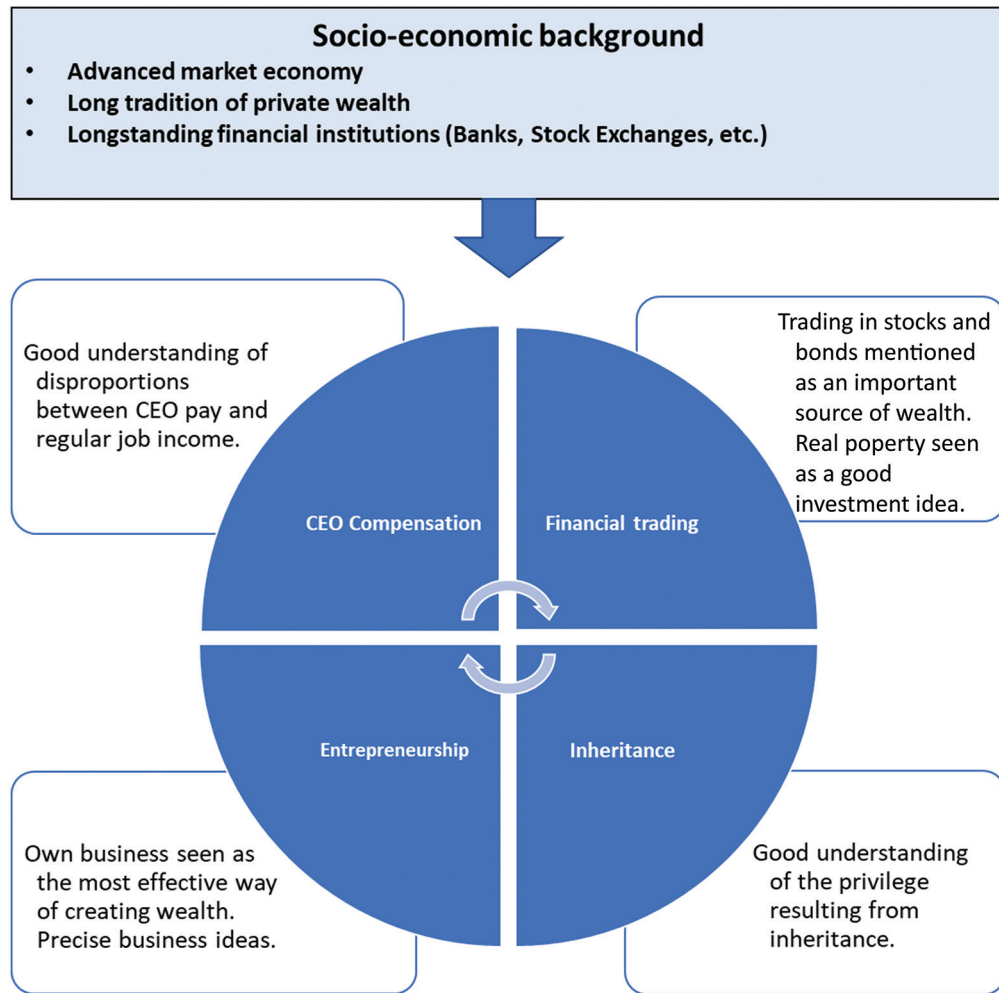 Socio-economic background
• Advanced market economy
• Long tradition of private wealth
• Longstanding financial institutions (Banks, Stock Exchanges, etc.)
Good understanding of
disproportions
between CEO pay and
regular job income.
Trading in stocks and
bonds mentioned
as an important
source of wealth.
Real poperty seen
as a good
investment idea.
CEO Compensation
Financial trading
Entrepreneurship
Inheritance
Own business seen as
the most effective way
of creating wealth.
Precise business ideas.
Good understanding
of the privilege
resulting from
inheritance.